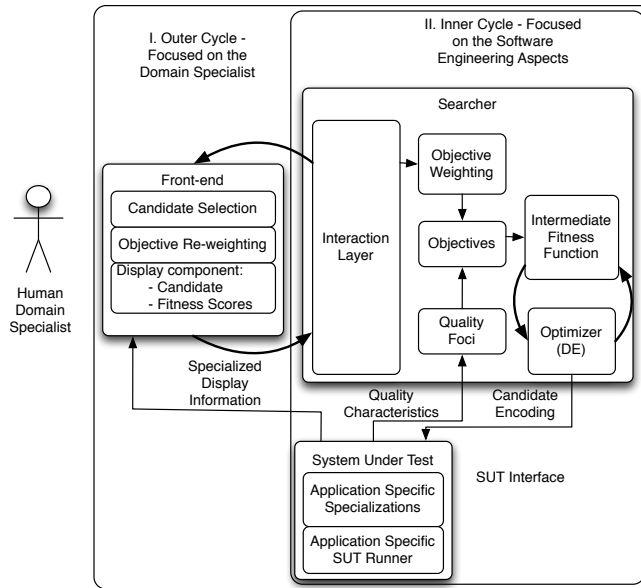 I. Outer Cycle -
Focused on the
Domain Specialist
II. Inner Cycle - Focused
on the Software
Engineering Aspects
Searcher
Front-end
Candidate Selection
Objective Re-weighting
Display component:
- Candidate
- Fitness Scores
Human
Domain
Specialist
Interaction
Layer
Objective
Weighting
Objectives
Quality
Foci
Intermediate
Fitness
Function
Optimizer
(DE)
Specialized
Display
Information
Quality
Characteristics
Candidate
Encoding
System Under Test
Application Specific
Specializations
Application Specific
SUT Runner
SUT Interface